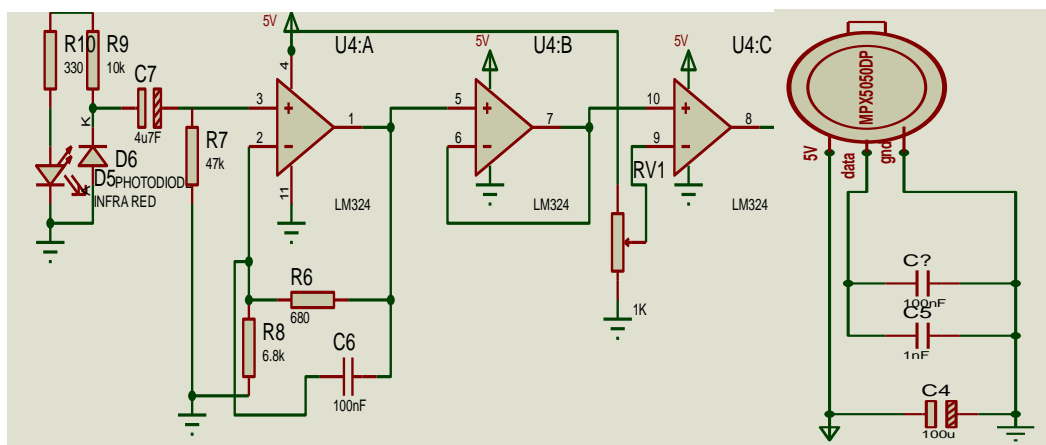 5V
U4:A
U4:B
U4:C
5V
5V
R10
330
R9
10k
C7
4u7F
K
4
3
2
1
11
5
6
7
10
9
8
R7
47k
D6
D5
PHOTODIOD
INFRA RED
LM324
LM324
LM324
RV1
1K
R6
680
R8
6.8k
C6
100nF
MPX5050DP
5V
data
gnd
C?
100nF
C5
1nF
C4
100u